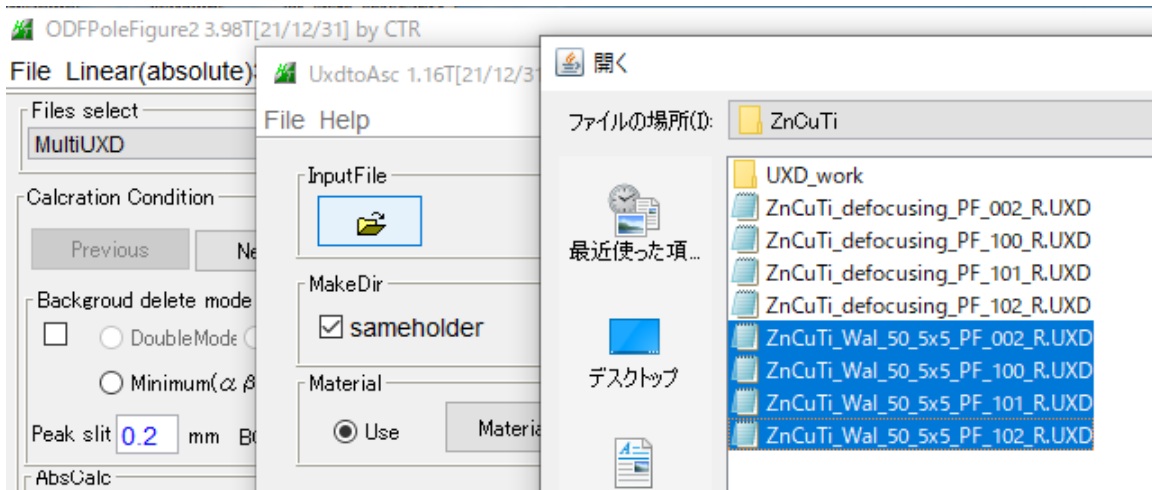 ODFPoleFigure2 3.98T[21/12/31] by CTR
File Linear(absolute)
Files select
MultiUXD
Calcration Condition
Previous
Backgroud delete mode
DoubleMode
Minimum(α β
Peak slit 0.2 mm
AbsCalc
UxdtoAsc 1.16T[21/12/31
File Help
InputFile
MakeDir
sameholder
Material
Use
開く
ファイルの場所(I):
ZnCuTi
最近使った項...
デスクトップ
UXD_work
ZnCuTi_defocusing_PF_002_R.UXD
ZnCuTi_defocusing_PF_100_R.UXD
ZnCuTi_defocusing_PF_101_R.UXD
ZnCuTi_defocusing_PF_102_R.UXD
ZnCuTi_Wal_50_5x5_PF_002_R.UXD
ZnCuTi_Wal_50_5x5_PF_100_R.UXD
ZnCuTi_Wal_50_5x5_PF_101_R.UXD
ZnCuTi_Wal_50_5x5_PF_102_R.UXD